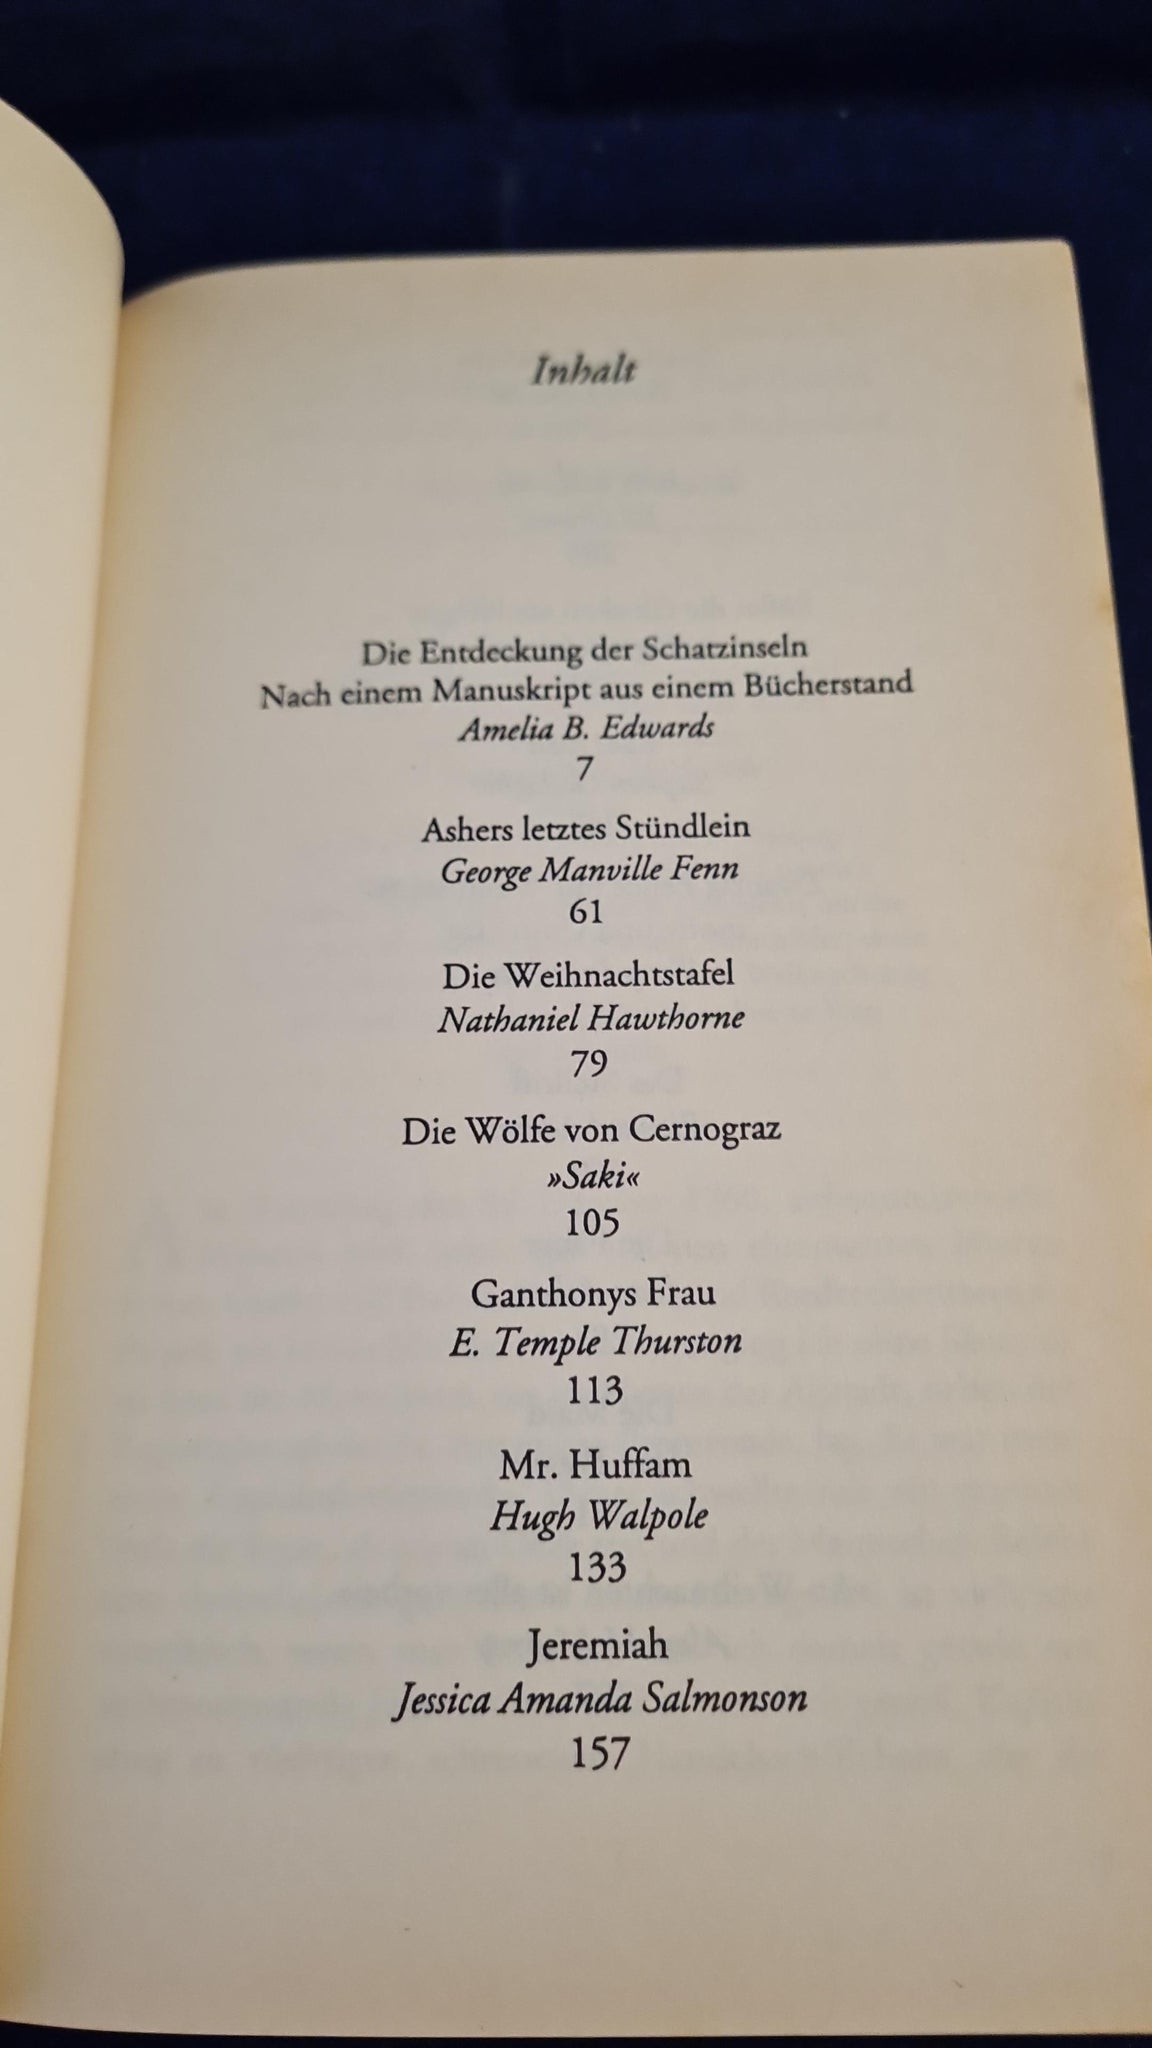 Inhalt
Die Entdeckung der Schatzinseln
Nach einem Manuskript aus einem Bücherstand
Amelia B. Edwards
7
Ashers letztes Stündlein
George Manville Fenn
61
Die Weihnachtstafel
Nathaniel Hawthorne
79
Die Wölfe von Cernograz
»Saki«
105
Ganthonys Frau
E. Temple Thurston
113
Mr. Huffam
Hugh Walpole
133
Jeremiah
Jessica Amanda Salmonson
157